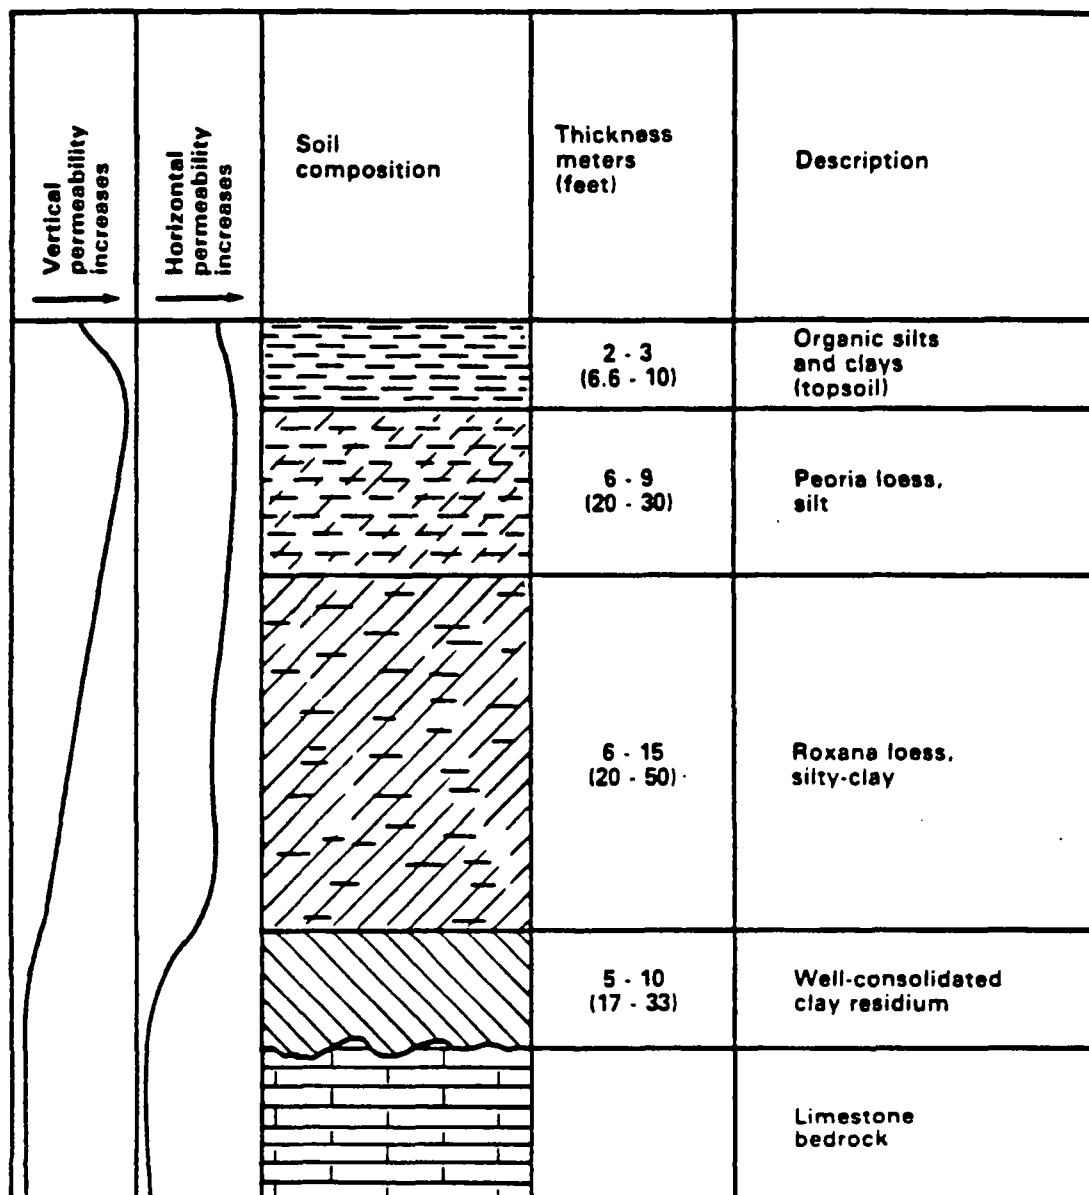 Vertical
permeability
increases
Horizontal
permeability
increases
Soil
composition
Thickness
meters
(feet)
Description
2 - 3
(6.6 - 10)
Organic silts
and clays
(topsoil)
6 - 9
(20 - 30)
Peoria loess,
silt
6 - 15
(20 - 50)
Roxana loess,
silty-clay
5 - 10
(17 - 33)
Well-consolidated
clay residium
Limestone
bedrock